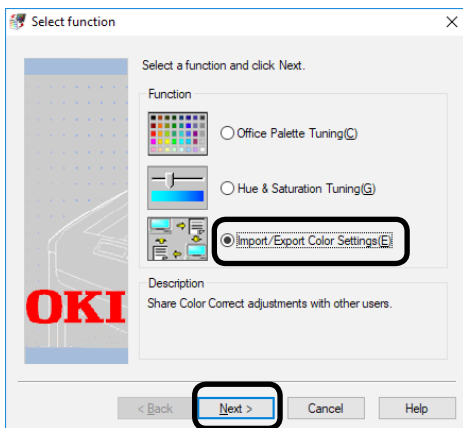 Select function
Select a function and click Next.
Function
Office Palette Tuning(C)
Hue & Saturation Tuning(G)
Import/Export Color Settings(E)
Description
Share Color Correct adjustments with other users.
OKI
< Back Next > Cancel Help